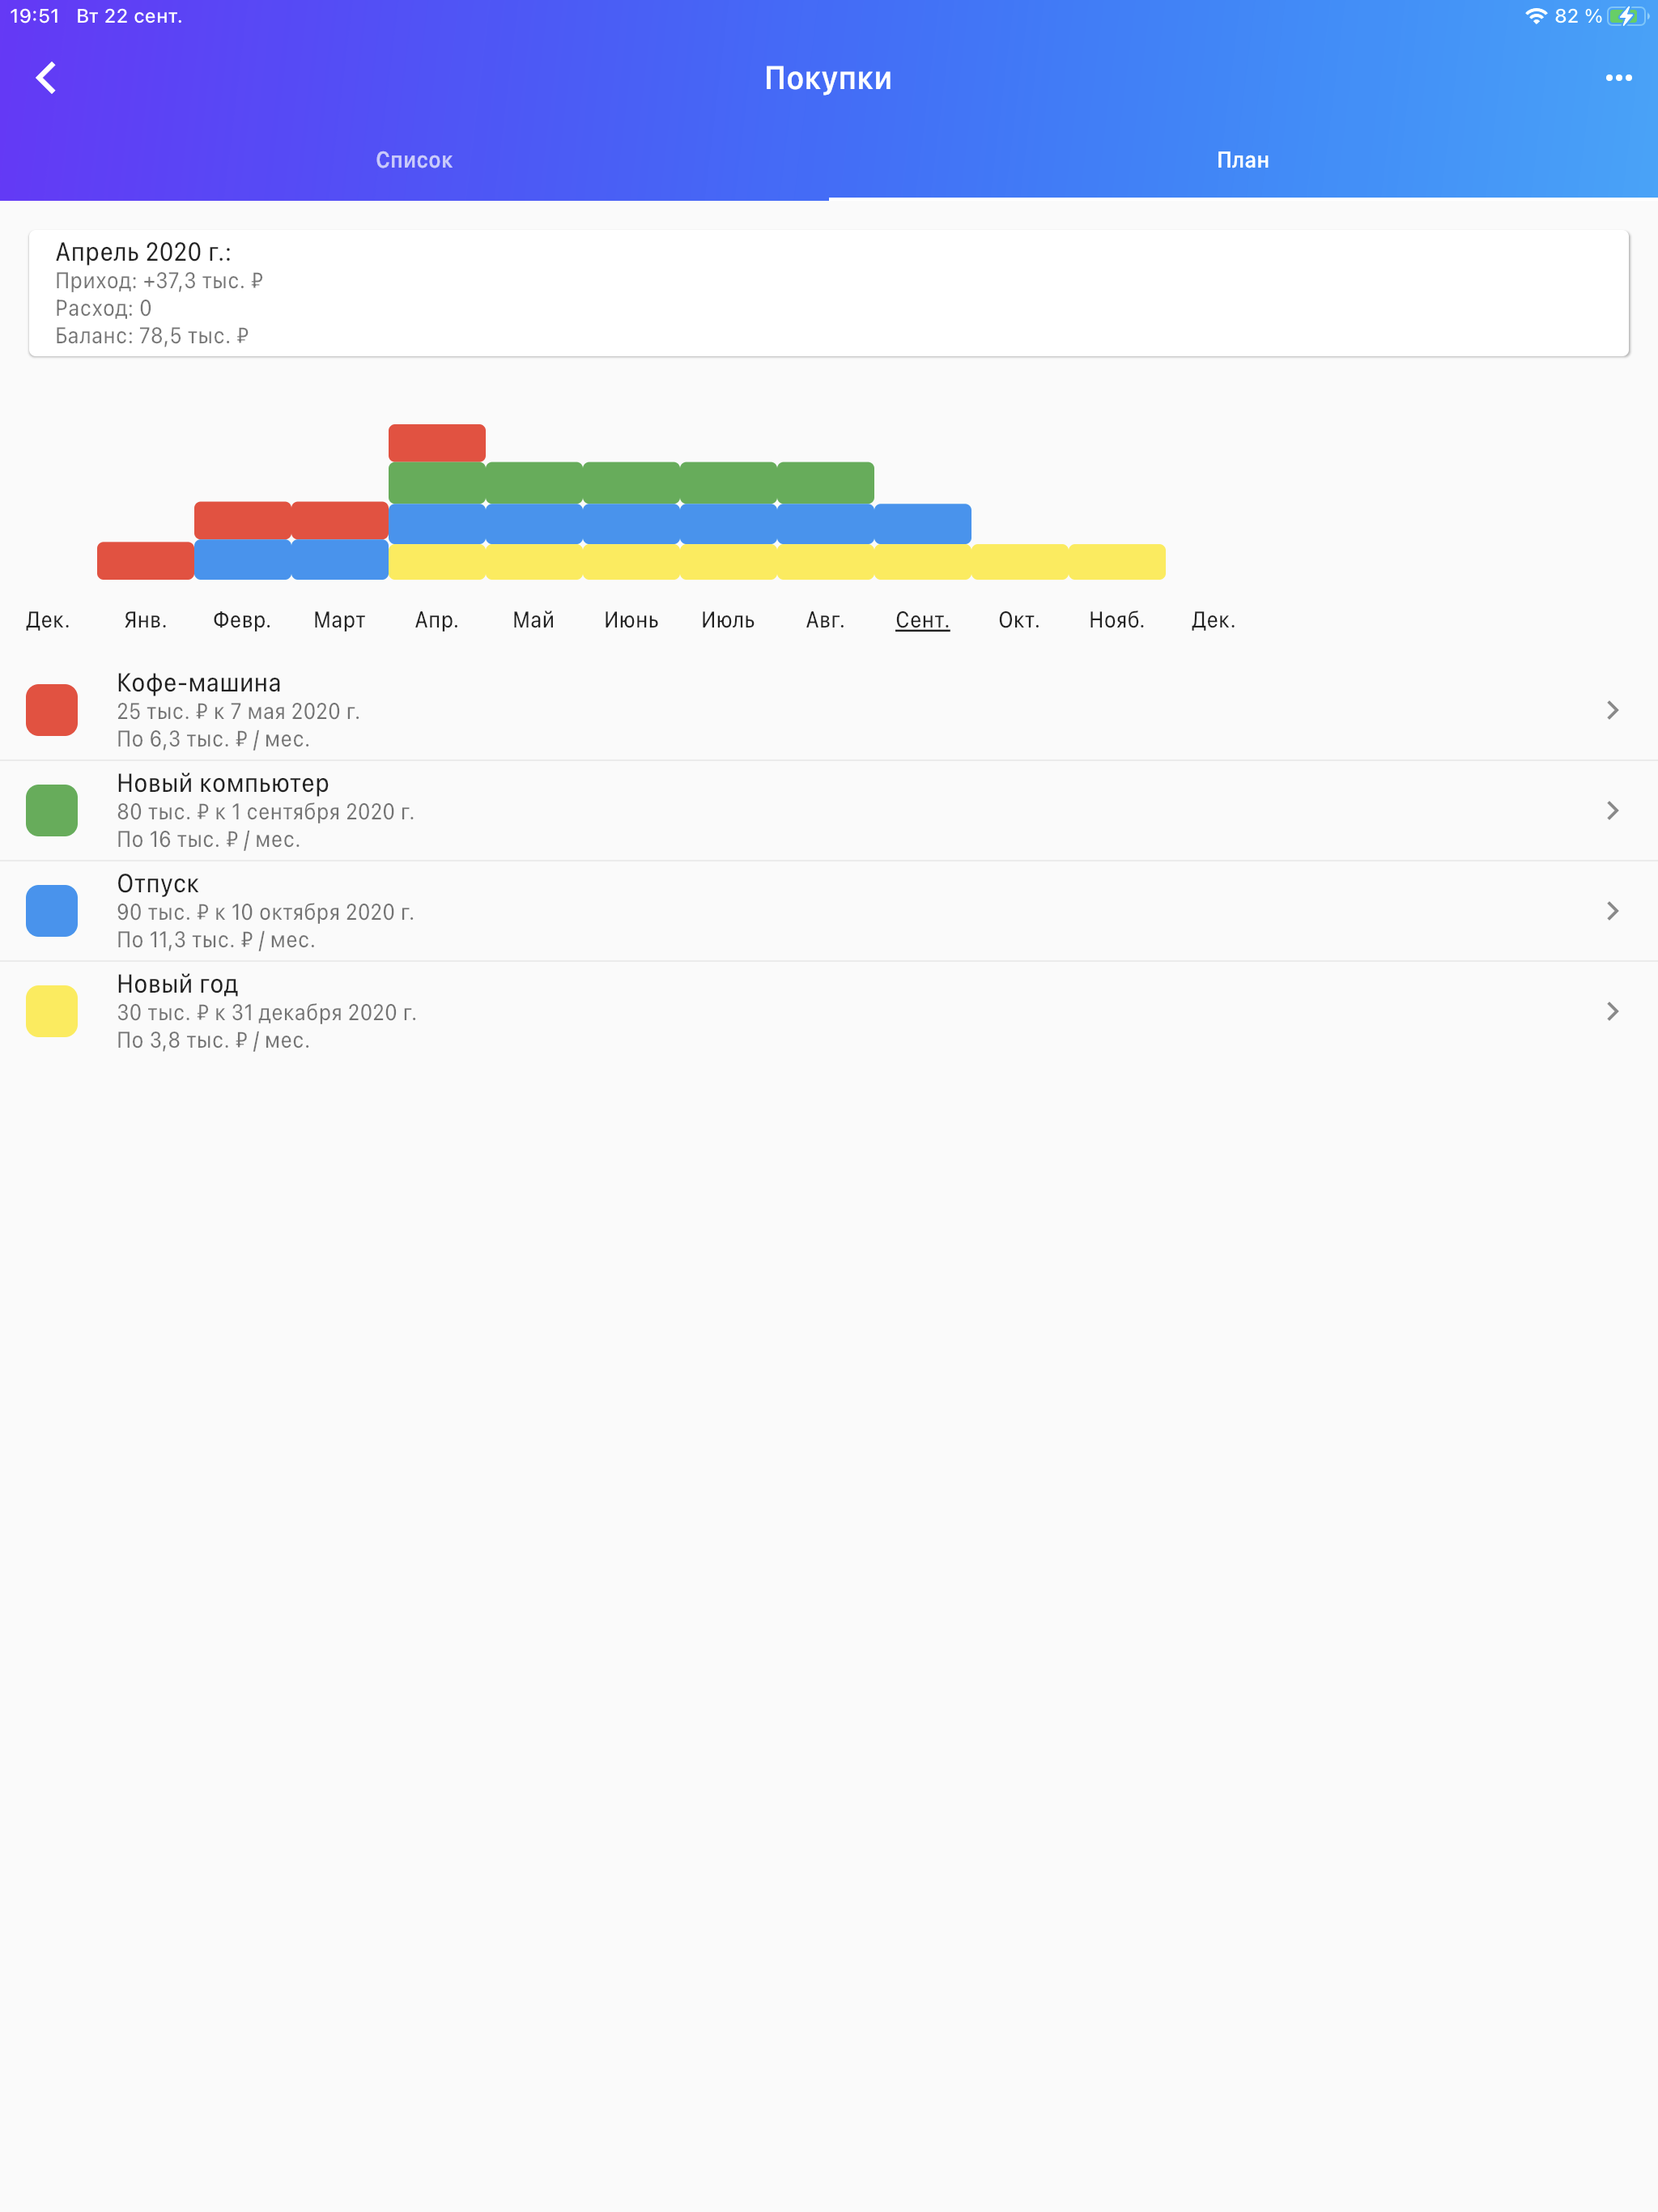 19:51 Вт 22 сент. 82 %
Покупки
Список План
Апрель 2020 г.:
Приход: +37,3 тыс. ₽
Расход: 0
Баланс: 78,5 тыс. ₽
Дек. Янв. Февр. Март Апр. Май Июнь Июль Авг. Сент. Окт. Нояб. Дек.
Кофе-машина
25 тыс. ₽ к 7 мая 2020 г.
По 6,3 тыс. ₽ / мес.
Новый компьютер
80 тыс. ₽ к 1 сентября 2020 г.
По 16 тыс. ₽ / мес.
Отпуск
90 тыс. ₽ к 10 октября 2020 г.
По 11,3 тыс. ₽ / мес.
Новый год
30 тыс. ₽ к 31 декабря 2020 г.
По 3,8 тыс. ₽ / мес.